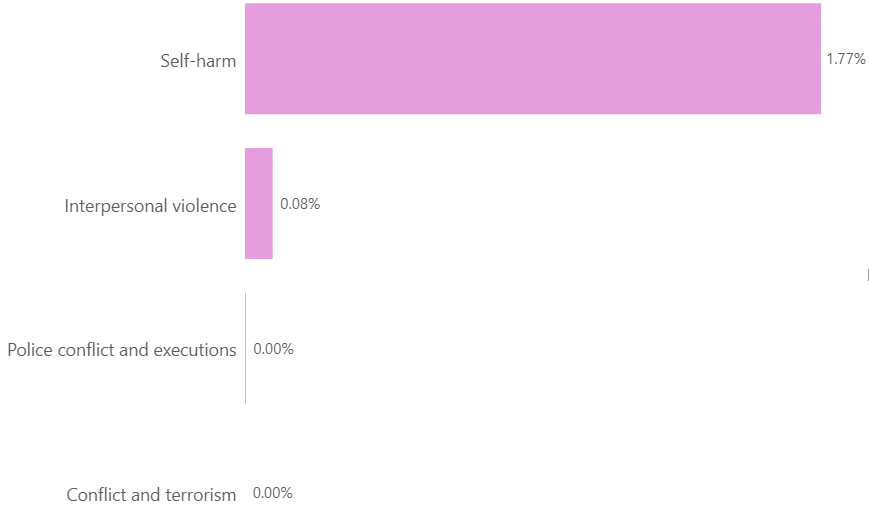 Self-harm 1.77%
Interpersonal violence 0.08%
Police conflict and executions 0.00%
Conflict and terrorism 0.00%